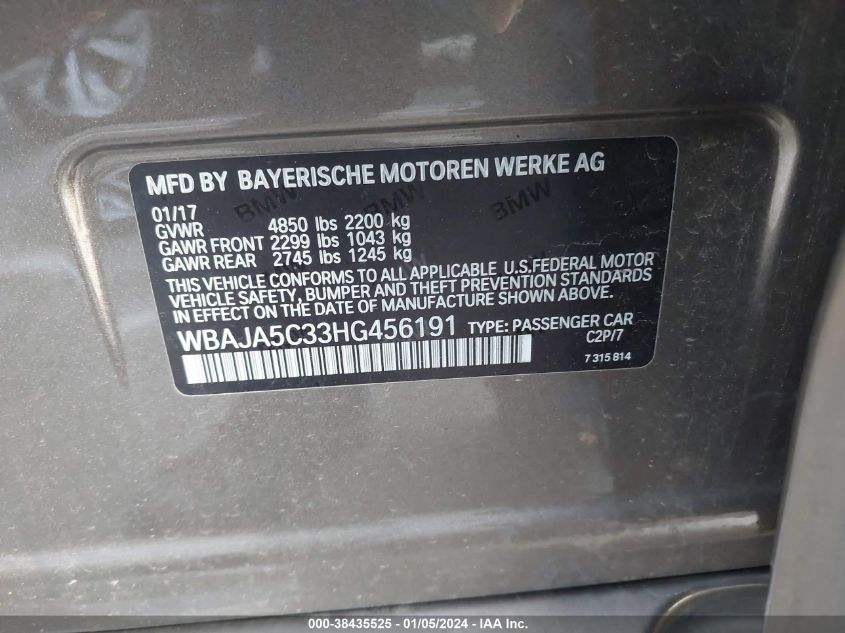 MFD BY BAYERISCHE MOTOREN WERKE AG
BMW BMW BMW
01/17
GVWR 4850 lbs 2200 kg
GAWR FRONT 2299 lbs 1043 kg
GAWR REAR 2745 lbs 1245 kg
THIS VEHICLE CONFORMS TO ALL APPLICABLE U.S.FEDERAL MOTOR
VEHICLE SAFETY, BUMPER AND THEFT PREVENTION STANDARDS
IN EFFECT ON THE DATE OF MANUFACTURE SHOWN ABOVE.
WBAJA5C33HG456191 TYPE: PASSENGER CAR
C2P/7
7 315 814
000-38435525 - 01/05/2024 - IAA Inc.